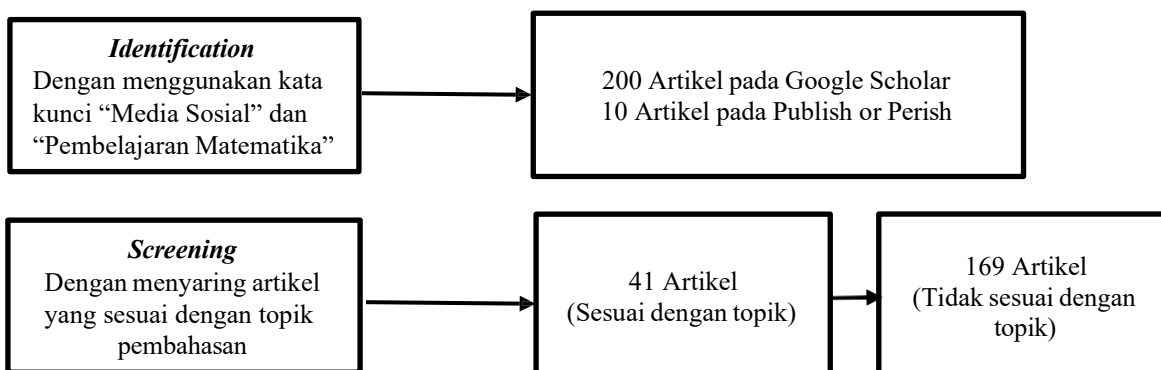 Identification
Dengan menggunakan kata
kunci “Media Sosial” dan
“Pembelajaran Matematika”
200 Artikel pada Google Scholar
10 Artikel pada Publish or Perish
Screening
Dengan menyaring artikel
yang sesuai dengan topik
pembahasan
41 Artikel
(Sesuai dengan topik)
169 Artikel
(Tidak sesuai dengan
topik)